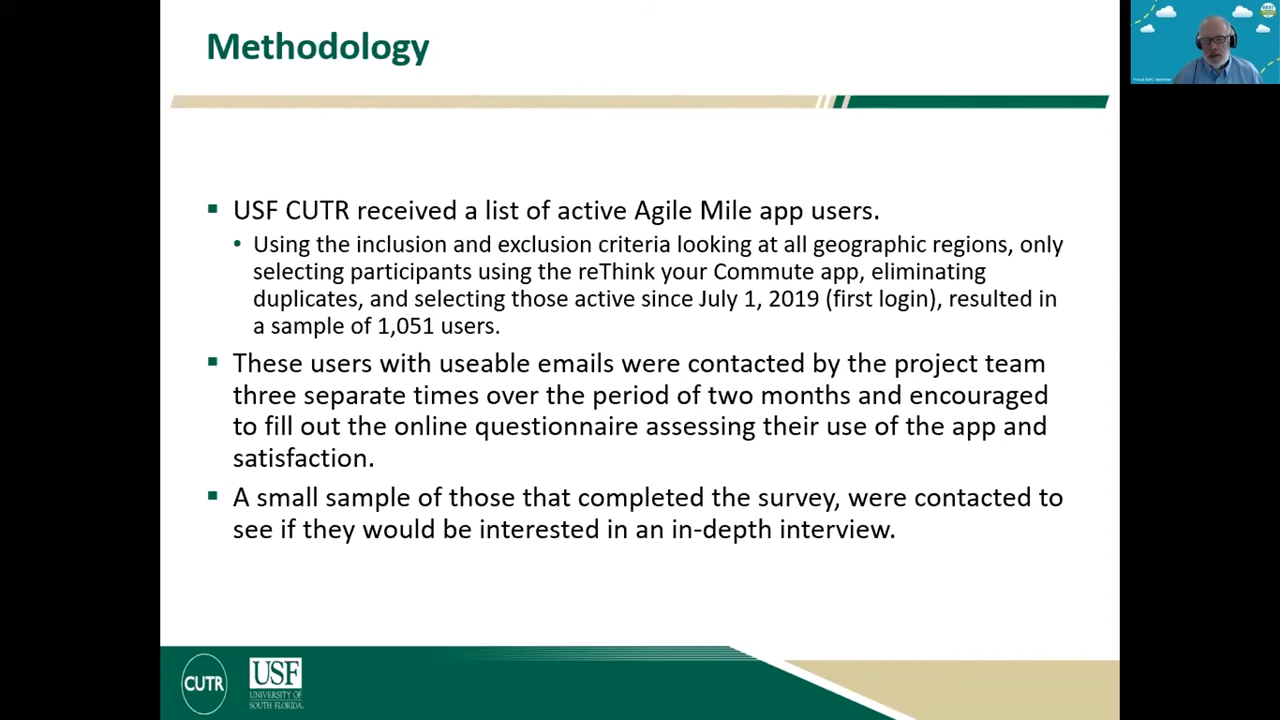 Methodology
USF CUTR received a list of active Agile Mile app users.
Using the inclusion and exclusion criteria looking at all geographic regions, only
selecting participants using the reThink your Commute app, eliminating
duplicates, and selecting those active since July 1, 2019 (first login), resulted in
a sample of 1,051 users.
These users with useable emails were contacted by the project team
three separate times over the period of two months and encouraged
to fill out the online questionnaire assessing their use of the app and
satisfaction.
A small sample of those that completed the survey, were contacted to
see if they would be interested in an in-depth interview.
CUTR
USF
UNIVERSITY OF
SOUTH FLORIDA